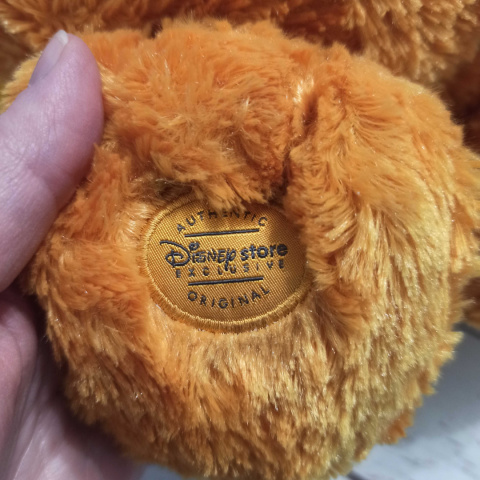 AUTHENTIC
DISNEY store
EXCLUSIVE
ORIGINAL